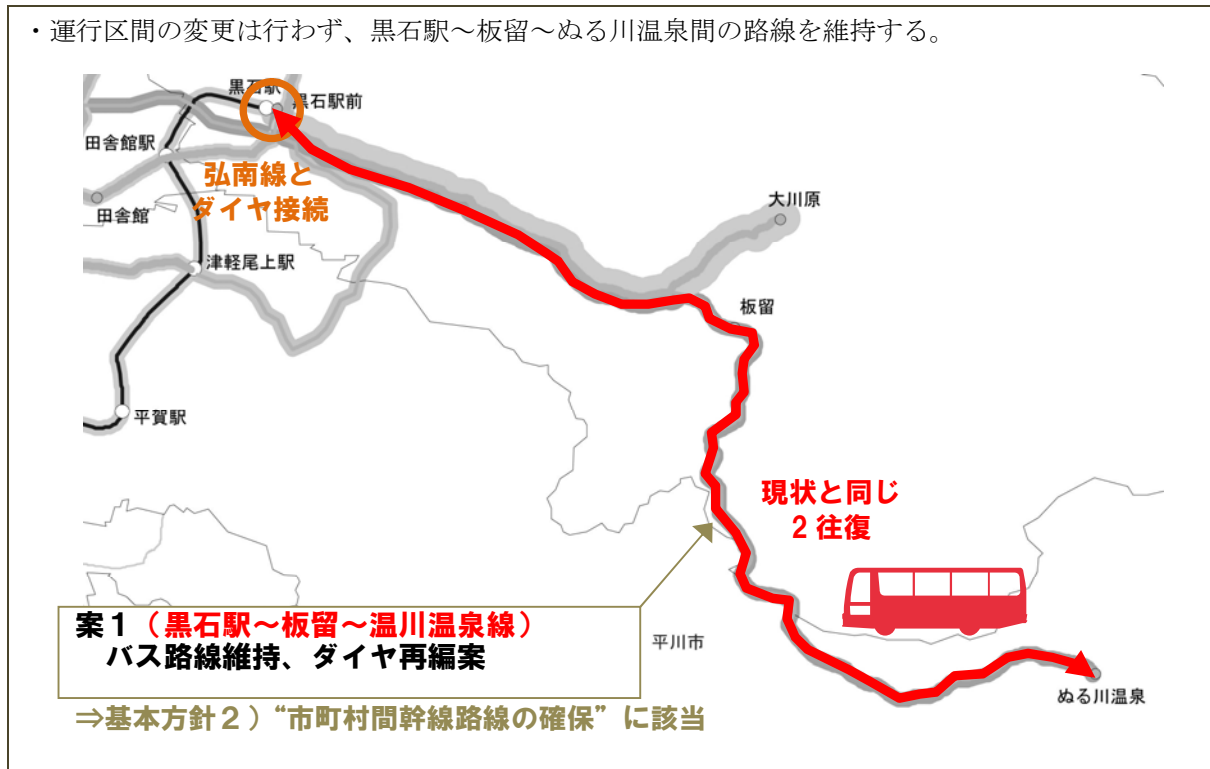 ・運行区間の変更は行わず、黒石駅～板留～ぬる川温泉間の路線を維持する。
黒石駅
黒石駅前
田舎館駅
弘南線と
ダイヤ接続
田舎館
大川原
津軽尾上駅
板留
平賀駅
現状と同じ
２往復
案１（黒石駅～板留～温川温泉線）
バス路線維持、ダイヤ再編案
平川市
ぬる川温泉
⇒基本方針２）“市町村間幹線路線の確保”に該当